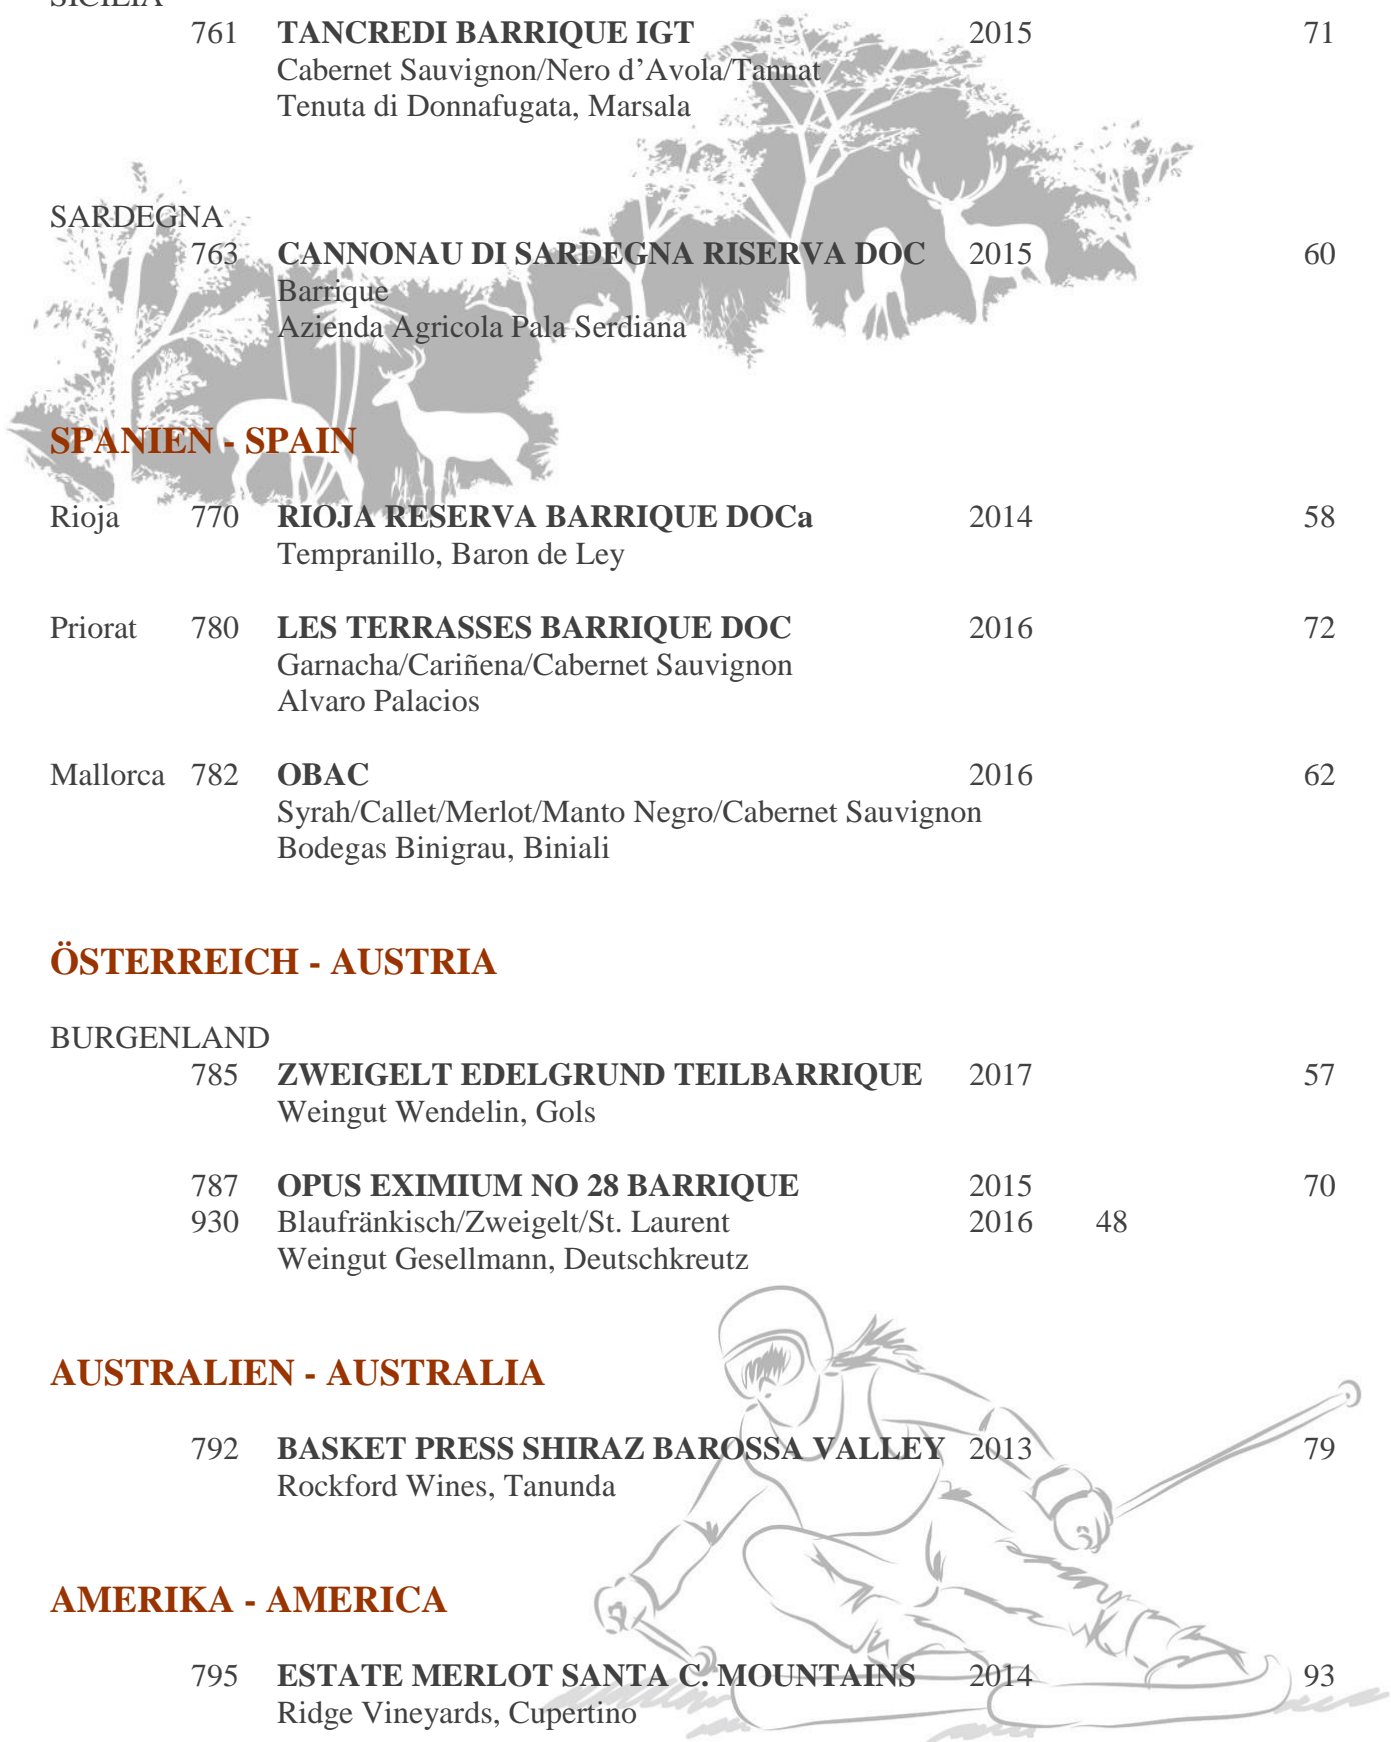 SICILIA
761 TANCREDI BARRIQUE IGT 2015 71
Cabernet Sauvignon/Nero d’Avola/Tannat
Tenuta di Donnafugata, Marsala
SARDEGNA
763 CANNONAU DI SARDEGNA RISERVA DOC 2015 60
Barrique
Azienda Agricola Pala Serdiana
SPANIEN - SPAIN
Rioja 770 RIOJA RESERVA BARRIQUE DOCa 2014 58
Tempranillo, Baron de Ley
Priorat 780 LES TERRASSES BARRIQUE DOC 2016 72
Garnacha/Cariñena/Cabernet Sauvignon
Alvaro Palacios
Mallorca 782 OBAC 2016 62
Syrah/Callet/Merlot/Manto Negro/Cabernet Sauvignon
Bodegas Binigrau, Biniali
ÖSTERREICH - AUSTRIA
BURGENLAND
785 ZWEIGELT EDELGRUND TEILBARRIQUE 2017 57
Weingut Wendelin, Gols
787 OPUS EXIMIUM NO 28 BARRIQUE 2015 70
930 Blaufränkisch/Zweigelt/St. Laurent 2016 48
Weingut Gesellmann, Deutschkreutz
AUSTRALIEN - AUSTRALIA
792 BASKET PRESS SHIRAZ BAROSSA VALLEY 2013 79
Rockford Wines, Tanunda
AMERIKA - AMERICA
795 ESTATE MERLOT SANTA C. MOUNTAINS 2014 93
Ridge Vineyards, Cupertino